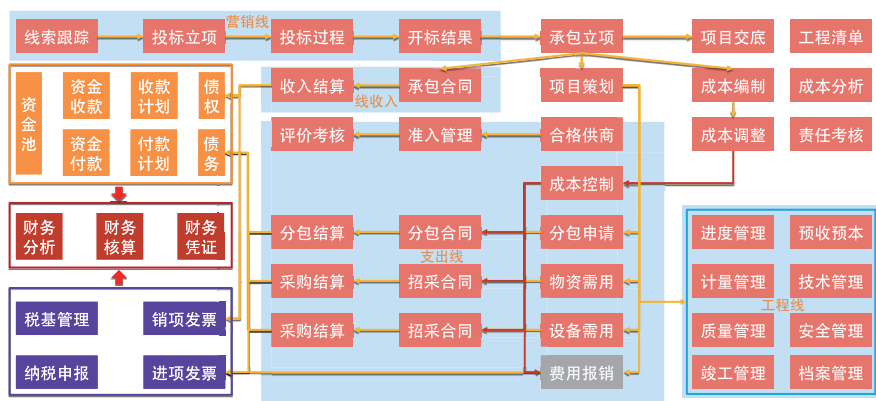 营销线
线索跟踪
投标立项
投标过程
开标结果
承包立项
项目交底
工程清单
资金池
资金
收款
收款
计划
债
权
收入结算
承包合同
线收入
项目策划
成本编制
成本分析
资金
付款
付款
计划
债
务
评价考核
准入管理
合格供商
成本调整
责任考核
成本控制
财务
分析
财务
核算
财务
凭证
分包结算
分包合同
分包申请
进度管理
预收预本
支出线
采购结算
招采合同
物资需用
计量管理
技术管理
工程线
税基管理
销项发票
采购结算
招采合同
设备需用
质量管理
安全管理
纳税申报
进项发票
费用报销
竣工管理
档案管理